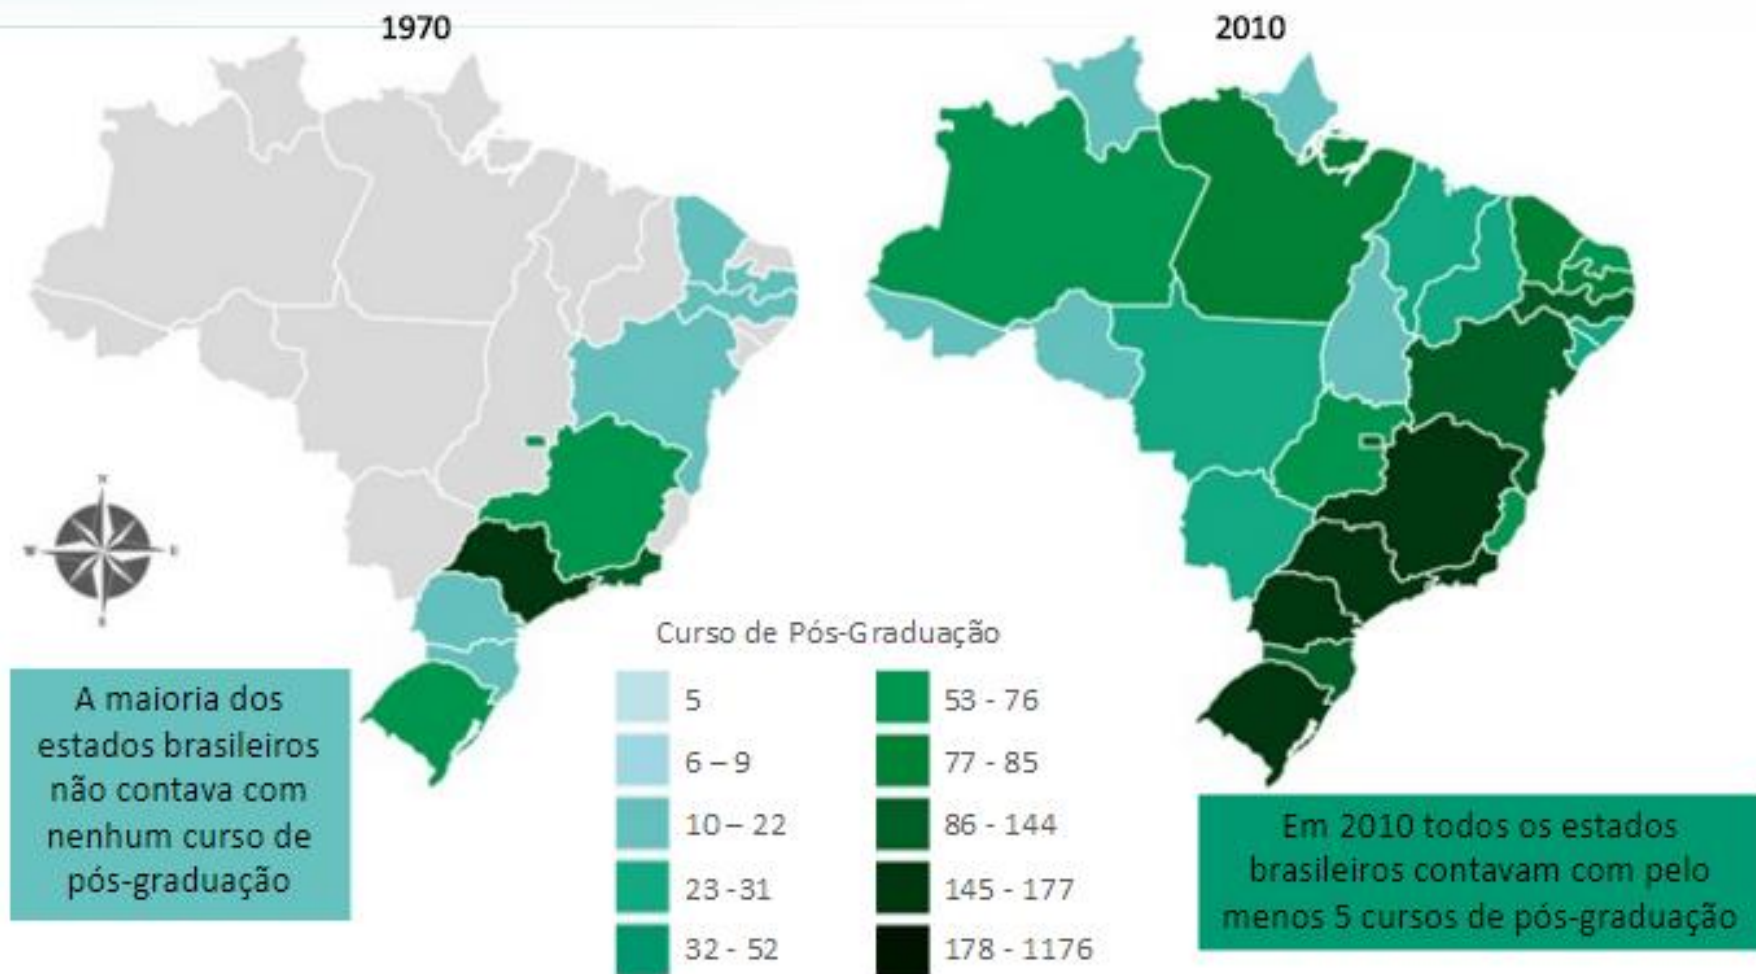 1970
2010
N
W
E
S
Curso de Pós-Graduação
5
6 – 9
10 – 22
23 -31
32 - 52
53 - 76
77 - 85
86 - 144
145 - 177
178 - 1176
A maioria dos
estados brasileiros
não contava com
nenhum curso de
pós-graduação
Em 2010 todos os estados
brasileiros contavam com pelo
menos 5 cursos de pós-graduação